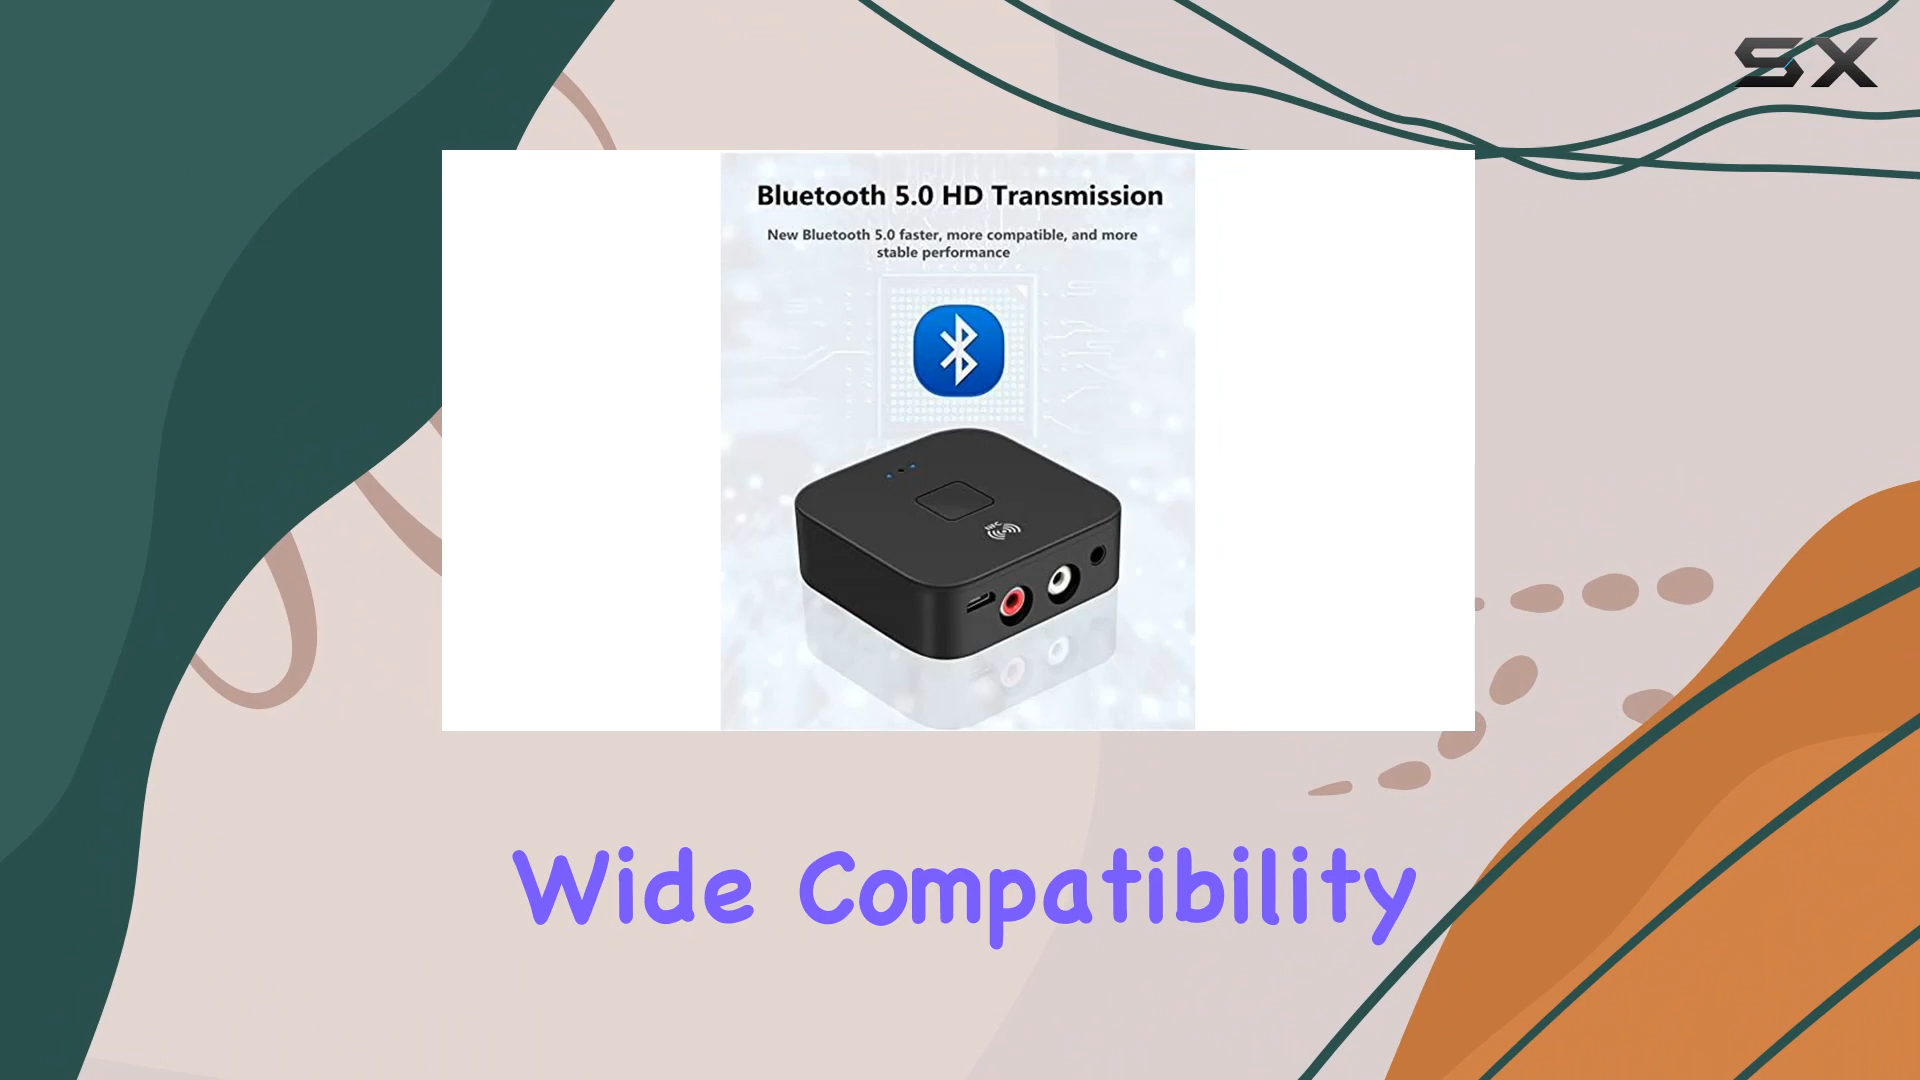 SX
Bluetooth 5.0 HD Transmission
New Bluetooth 5.0 faster, more compatible, and more
stable performance
NFC
Wide Compatibility